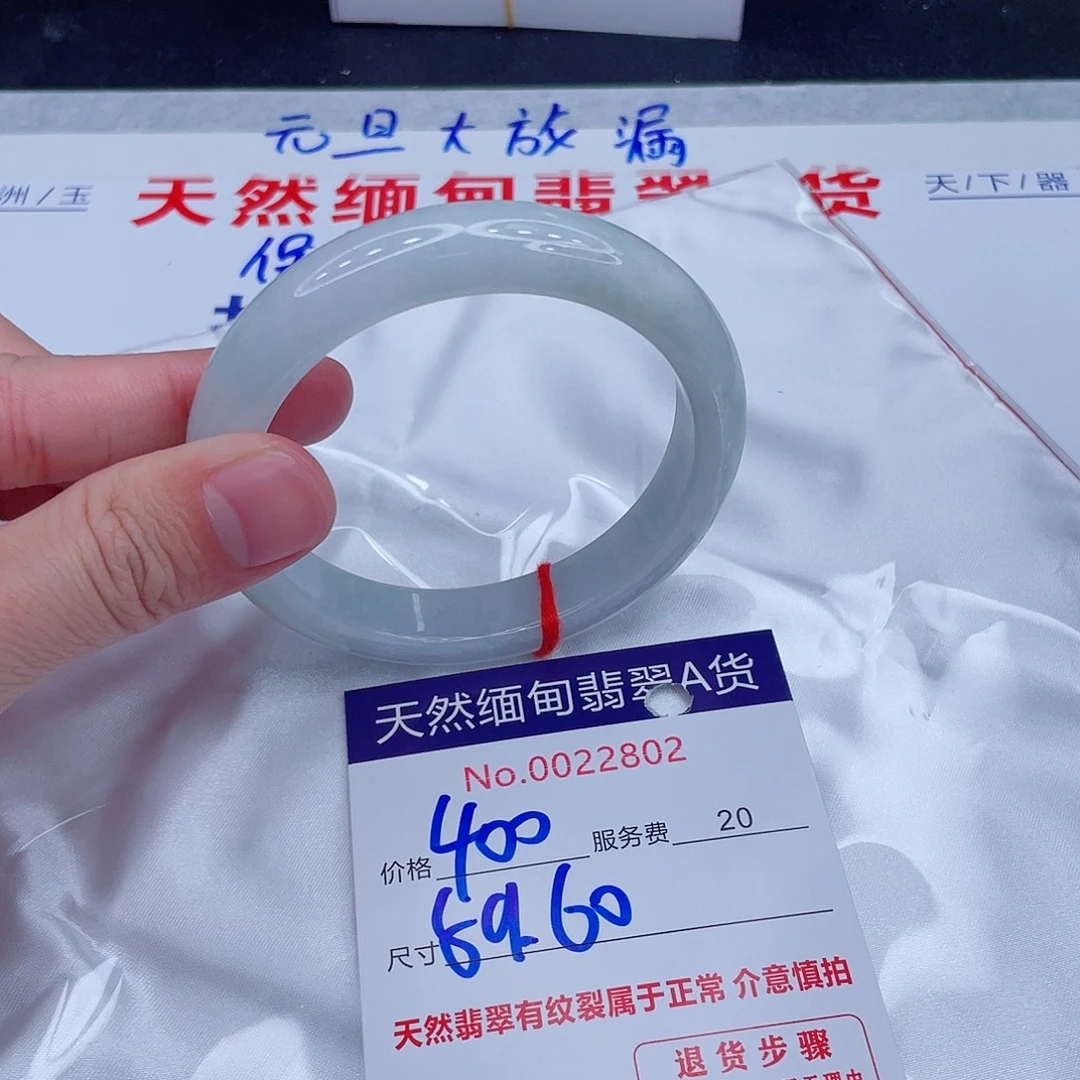 元旦大放漏
洲/玉
天然缅甸翡翠 货
天/下/器
保
天然缅甸翡翠A货
No.0022802
价格 400 服务费 20
尺寸 59.60
天然翡翠有纹裂属于正常 介意慎拍
退货步骤